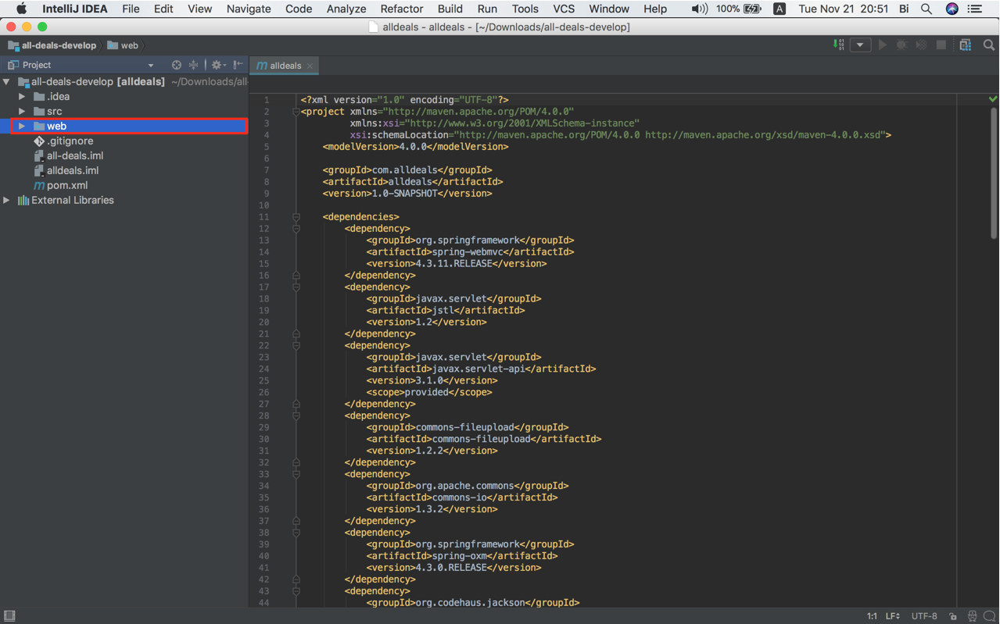 IntelliJ IDEA File Edit View Navigate Code Analyze Refactor Build Run Tools VCS Window Help 100% A Tue Nov 21 20:51 Bi
alldeals - alldeals - [~/Downloads/all-deals-develop]
all-deals-develop web
Project
alldeals
all-deals-develop [alldeals] ~/Downloads/all-
.idea
src
web
.gitignore
all-deals.iml
alldeals.iml
pom.xml
External Libraries
1 <?xml version="1.0" encoding="UTF-8"?>
2 <project xmlns="http://maven.apache.org/POM/4.0.0"
3 xmlns:xsi="http://www.w3.org/2001/XMLSchema-instance"
4 xsi:schemaLocation="http://maven.apache.org/POM/4.0.0 http://maven.apache.org/xsd/maven-4.0.0.xsd">
5 <modelVersion>4.0.0</modelVersion>
6
7 <groupId>com.alldeals</groupId>
8 <artifactId>alldeals</artifactId>
9 <version>1.0-SNAPSHOT</version>
10
11 <dependencies>
12 <dependency>
13 <groupId>org.springframework</groupId>
14 <artifactId>spring-webmvc</artifactId>
15 <version>4.3.11.RELEASE</version>
16 </dependency>
17 <dependency>
18 <groupId>javax.servlet</groupId>
19 <artifactId>jstl</artifactId>
20 <version>1.2</version>
21 </dependency>
22 <dependency>
23 <groupId>javax.servlet</groupId>
24 <artifactId>javax.servlet-api</artifactId>
25 <version>3.1.0</version>
26 <scope>provided</scope>
27 </dependency>
28 <dependency>
29 <groupId>commons-fileupload</groupId>
30 <artifactId>commons-fileupload</artifactId>
31 <version>1.2.2</version>
32 </dependency>
33 <dependency>
34 <groupId>org.apache.commons</groupId>
35 <artifactId>commons-io</artifactId>
36 <version>1.3.2</version>
37 </dependency>
38 <dependency>
39 <groupId>org.springframework</groupId>
40 <artifactId>spring-oxm</artifactId>
41 <version>4.3.0.RELEASE</version>
42 </dependency>
43 <dependency>
44 <groupId>org.codehaus.jackson</groupId>
1:1 LF UTF-8